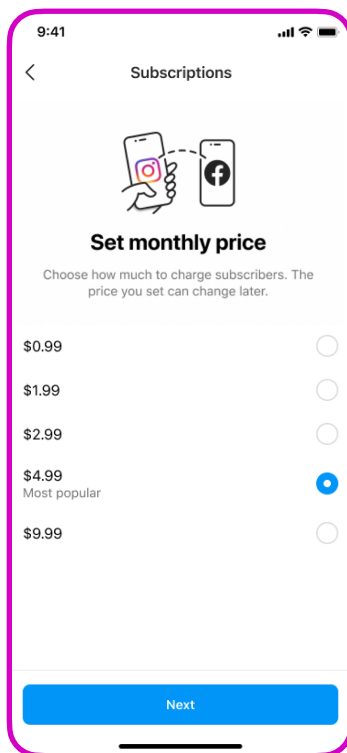 9:41
Subscriptions
Set monthly price
Choose how much to charge subscribers. The
price you set can change later.
$0.99
$1.99
$2.99
$4.99
Most popular
$9.99
Next